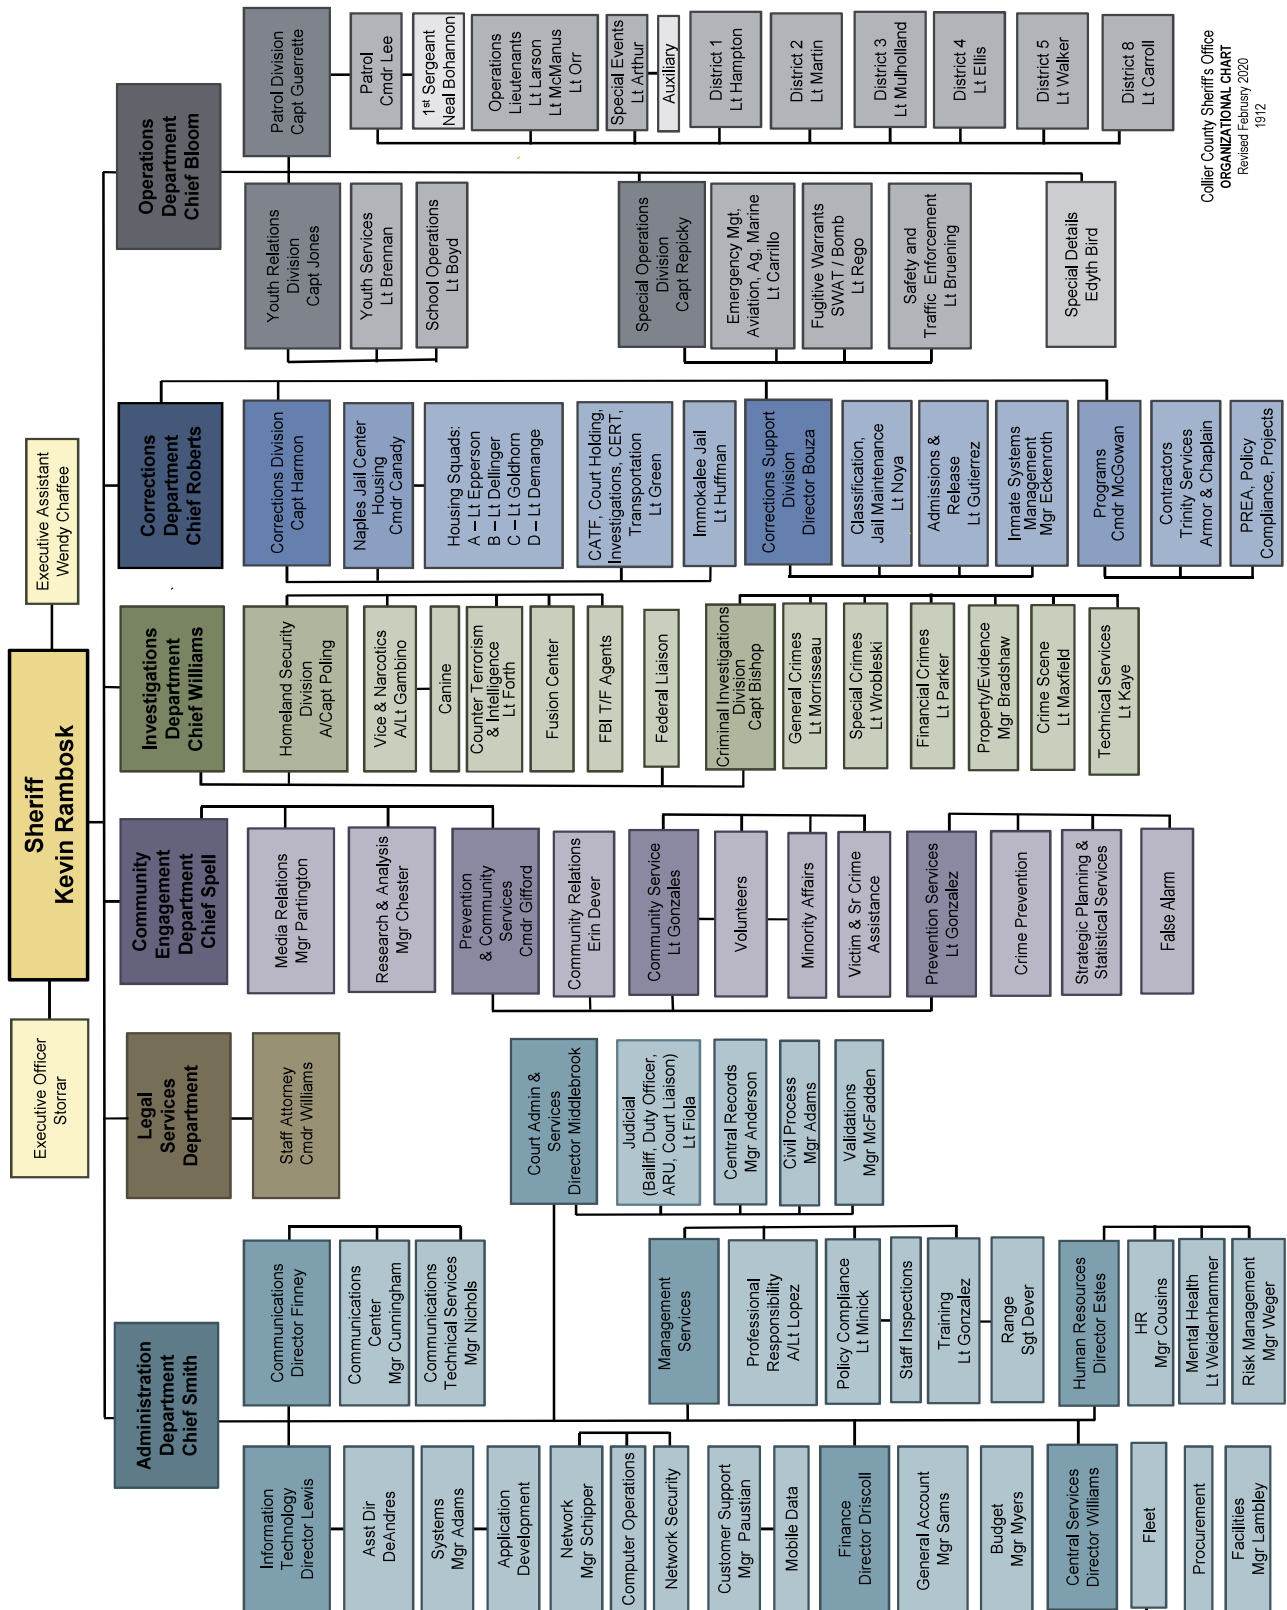 Sheriff
Kevin Rambosk
Executive Officer
Storrar
Executive Assistant
Wendy Chaffee
Administration
Department
Chief Smith
Information
Technology
Director Lewis
Asst Dir
DeAndres
Systems
Mgr Adams
Application
Development
Network
Mgr Schipper
Computer Operations
Network Security
Customer Support
Mgr Paustian
Mobile Data
Finance
Director Driscoll
General Account
Mgr Sams
Budget
Mgr Myers
Central Services
Director Williams
Fleet
Procurement
Facilities
Mgr Lambley
Communications
Director Finney
Communications
Center
Mgr Cunningham
Communications
Technical Services
Mgr Nichols
Management
Services
Professional
Responsibility
A/Lt Lopez
Policy Compliance
Lt Minick
Staff Inspections
Training
Lt Gonzalez
Range
Sgt Dever
Human Resources
Director Estes
HR
Mgr Cousins
Mental Health
Lt Weidenhammer
Risk Management
Mgr Weger
Court Admin &
Services
Director Middlebrook
Judicial
(Bailiff, Duty Officer,
ARU, Court Liaison)
Lt Fiola
Central Records
Mgr Anderson
Civil Process
Mgr Adams
Validations
Mgr McFadden
Legal
Services
Department
Staff Attorney
Cmdr Williams
Community
Engagement
Department
Chief Spell
Media Relations
Mgr Partington
Research & Analysis
Mgr Chester
Prevention
& Community
Services
Cmdr Gifford
Community Relations
Erin Dever
Community Service
Lt Gonzales
Volunteers
Minority Affairs
Victim & Sr Crime
Assistance
Prevention Services
Lt Gonzalez
Crime Prevention
Strategic Planning &
Statistical Services
False Alarm
Investigations
Department
Chief Williams
Homeland Security
Division
A/Capt Poling
Vice & Narcotics
A/Lt Gambino
Canine
Counter Terrorism
& Intelligence
Lt Forth
Fusion Center
FBI T/F Agents
Federal Liaison
Criminal Investigations
Division
Capt Bishop
General Crimes
Lt Morrisseau
Special Crimes
Lt Wrobleski
Financial Crimes
Lt Parker
Property/Evidence
Mgr Bradshaw
Crime Scene
Lt Maxfield
Technical Services
Lt Kaye
Corrections
Department
Chief Roberts
Corrections Division
Capt Harmon
Naples Jail Center
Housing
Cmdr Canady
Housing Squads:
A – Lt Epperson
B – Lt Dellinger
C – Lt Goldhorn
D – Lt Demange
CATF, Court Holding,
Investigations, CERT,
Transportation
Lt Green
Immokalee Jail
Lt Huffman
Corrections Support
Division
Director Bouza
Classification,
Jail Maintenance
Lt Noya
Admissions &
Release
Lt Gutierrez
Inmate Systems
Management
Mgr Eckenroth
Programs
Cmdr McGowan
Contractors
Trinity Services
Armor & Chaplain
PREA, Policy
Compliance, Projects
Operations
Department
Chief Bloom
Youth Relations
Division
Capt Jones
Youth Services
Lt Brennan
School Operations
Lt Boyd
Special Operations
Division
Capt Repicky
Emergency Mgt,
Aviation, Ag, Marine
Lt Carrillo
Fugitive Warrants
SWAT / Bomb
Lt Rego
Safety and
Traffic Enforcement
Lt Bruening
Special Details
Edyth Bird
Patrol Division
Capt Guerrette
Patrol
Cmdr Lee
1st Sergeant
Neal Bohannon
Operations
Lieutenants
Lt Larson
Lt McManus
Lt Orr
Special Events
Lt Arthur
Auxiliary
District 1
Lt Hampton
District 2
Lt Martin
District 3
Lt Mulholland
District 4
Lt Ellis
District 5
Lt Walker
District 8
Lt Carroll
Collier County Sheriff's Office
ORGANIZATIONAL CHART
Revised February 2020
1912